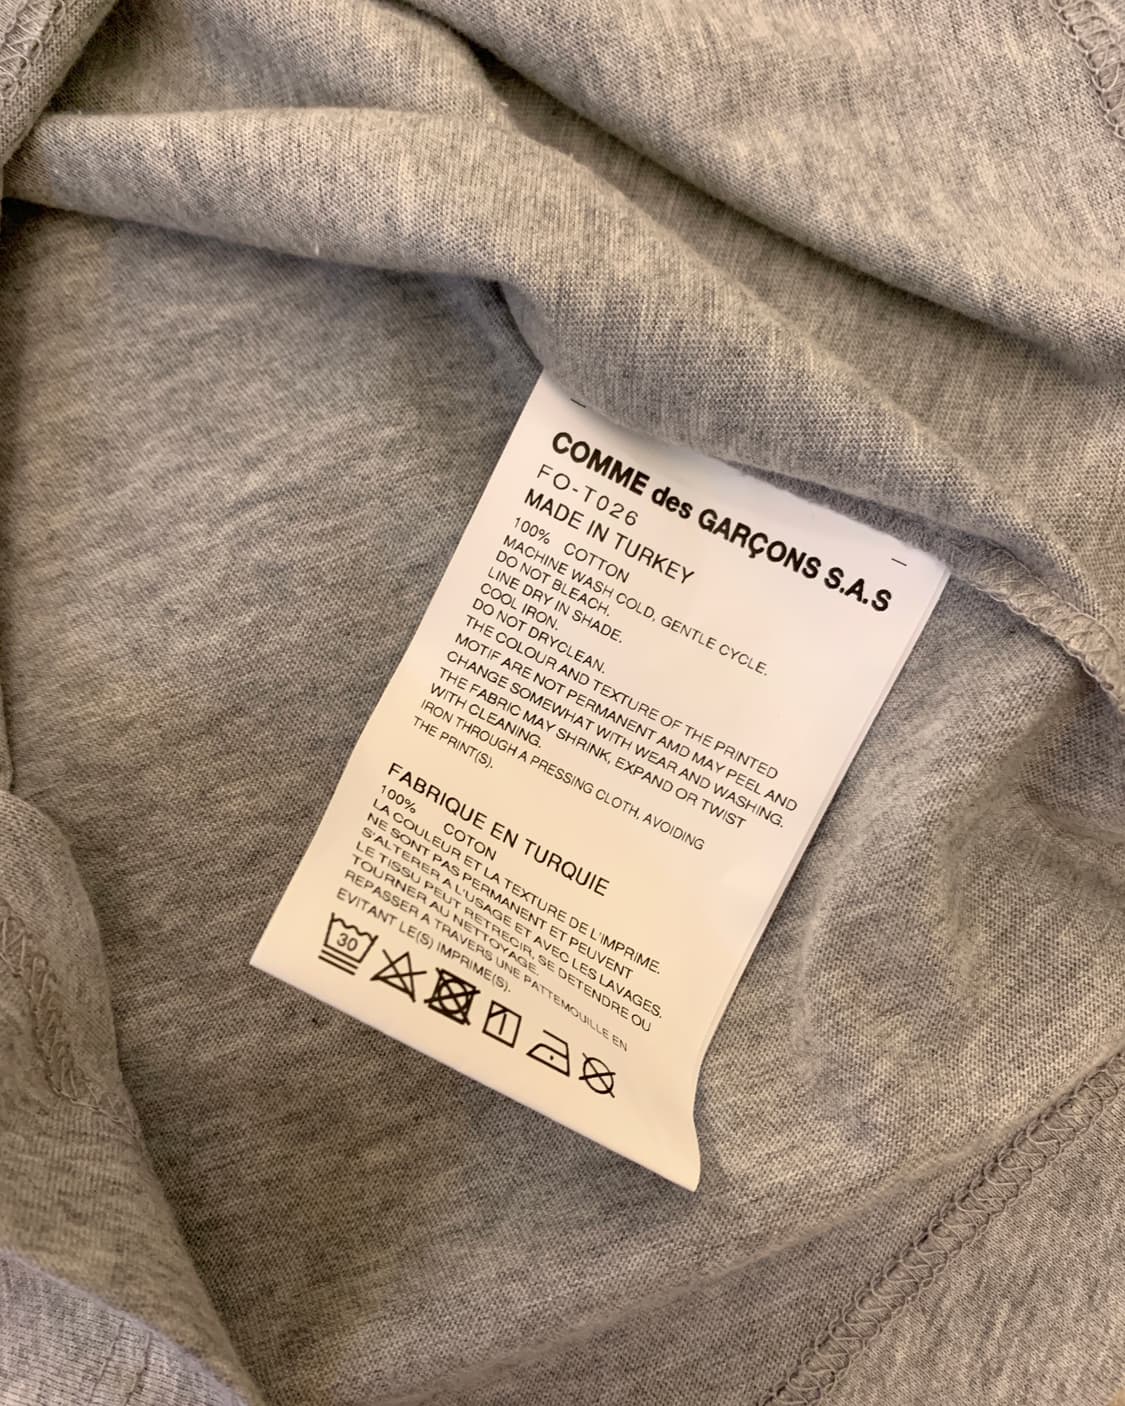 COMME des GARÇONS S.A.S
FO-T026
MADE IN TURKEY
100% COTTON
MACHINE WASH COLD, GENTLE CYCLE.
DO NOT BLEACH.
LINE DRY IN SHADE.
COOL IRON.
DO NOT DRYCLEAN.
THE COLOUR AND TEXTURE OF THE PRINTED
MOTIF ARE NOT PERMANENT AMD MAY PEEL AND
CHANGE SOMEWHAT WITH WEAR AND WASHING.
THE FABRIC MAY SHRINK, EXPAND OR TWIST
WITH CLEANING.
IRON THROUGH A PRESSING CLOTH, AVOIDING
THE PRINT(S).
FABRIQUE EN TURQUIE
100% COTON
LA COULEUR ET LA TEXTURE DE L'IMPRIME.
NE SONT PAS PERMANENT ET PEUVENT
S'ALTERER A L'USAGE ET AVEC LES LAVAGES.
LE TISSU PEUT RETRECIR, SE DETENDRE OU
TOURNER AU NETTOYAGE.
REPASSER A TRAVERS UNE PATTEMOUILLE EN
EVITANT LE(S) IMPRIME(S).
30